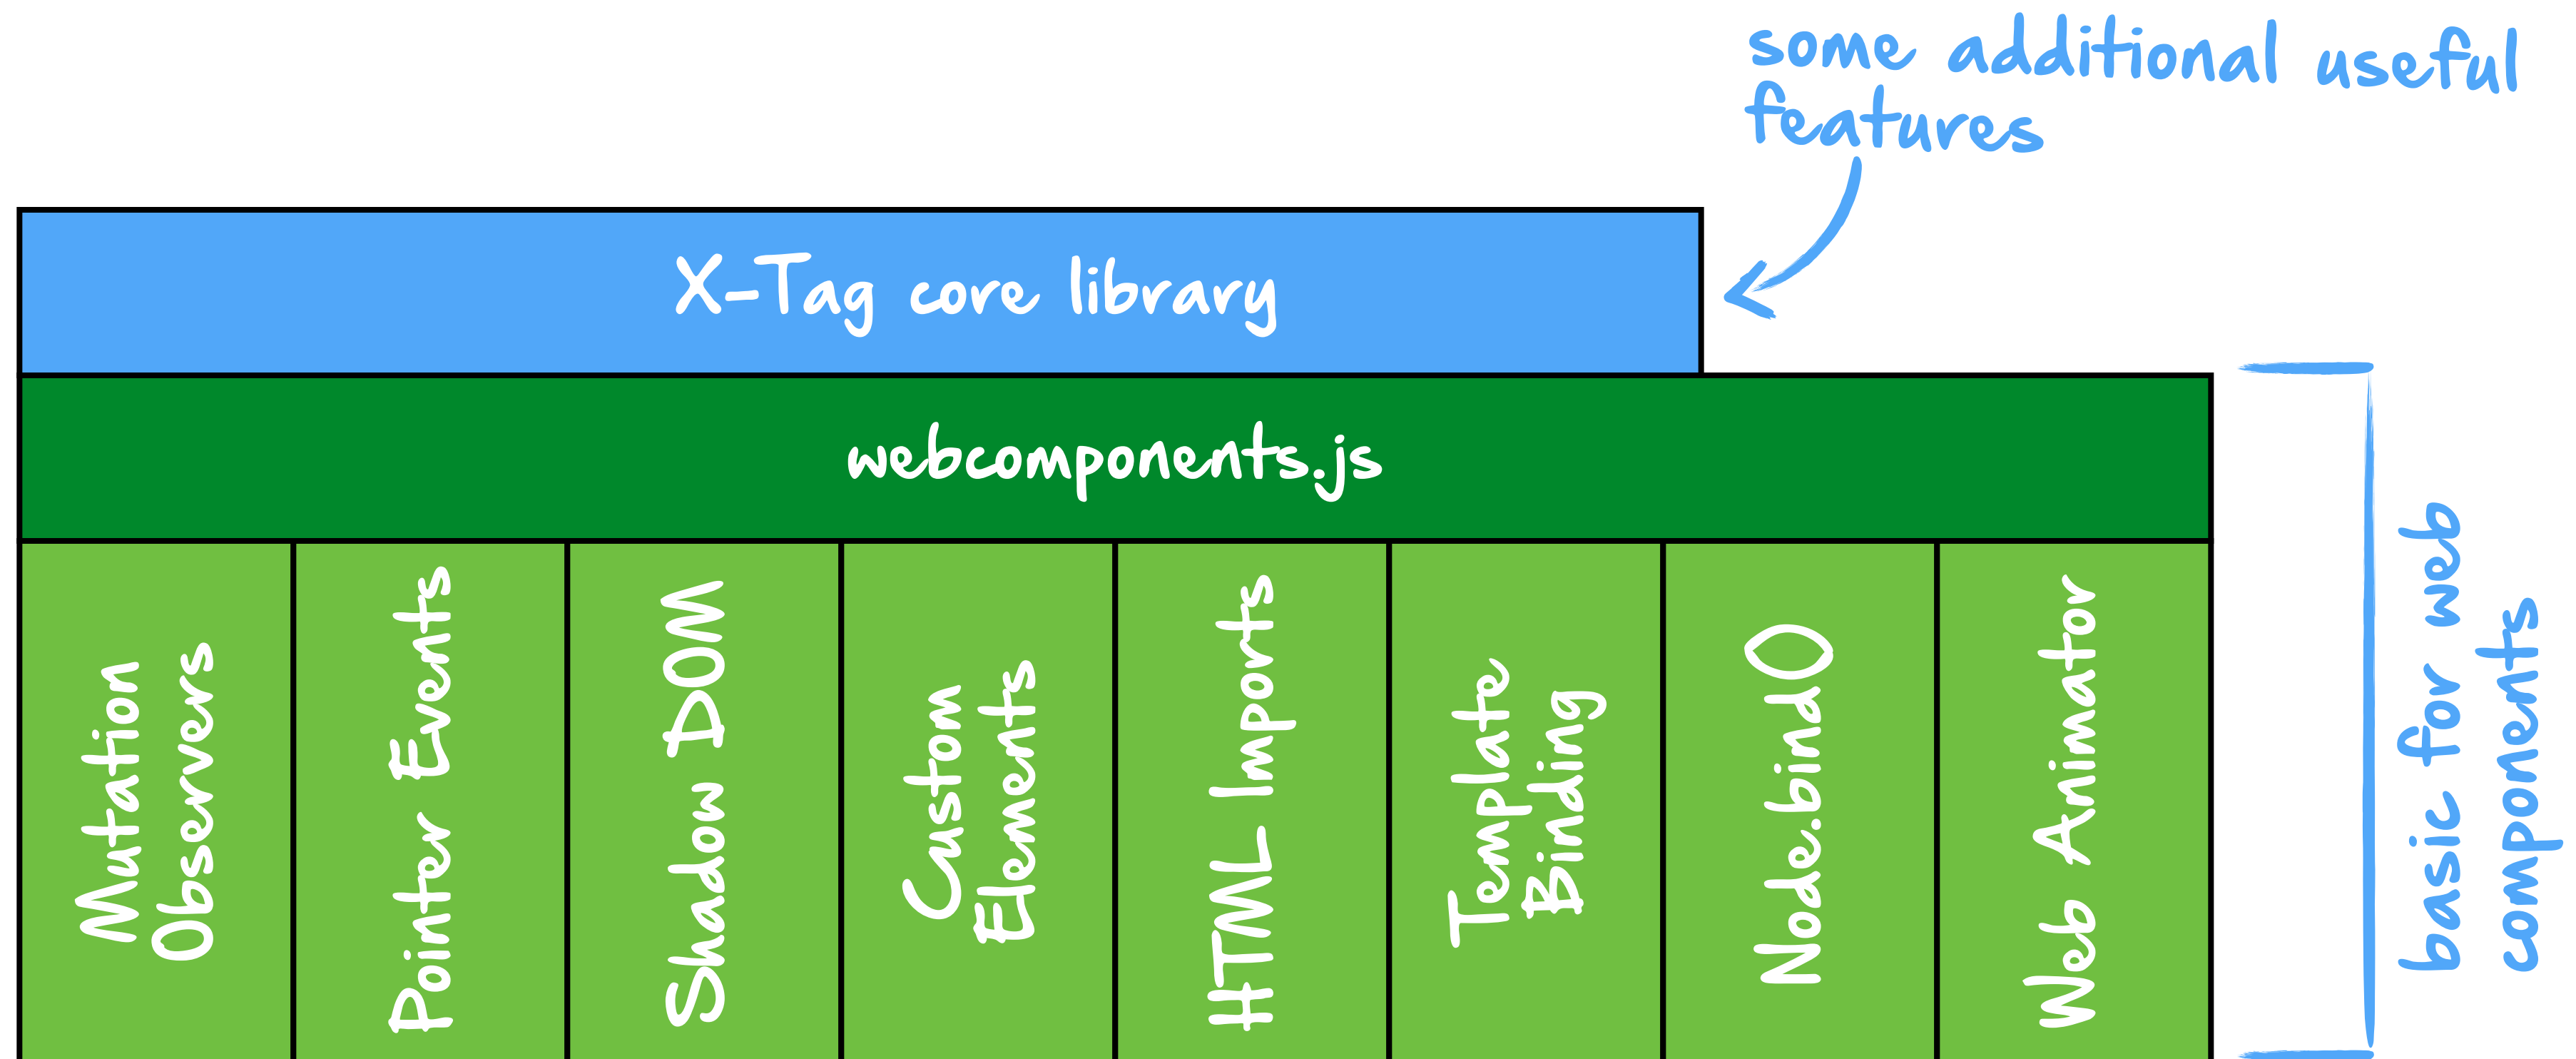 some additional useful
features
X-Tag core library
webcomponents.js
Mutation
Observers
Pointer Events
Shadow DOM
Custom
Elements
HTML Imports
Template
Binding
Node.bind()
Web Animator
basic for web
components